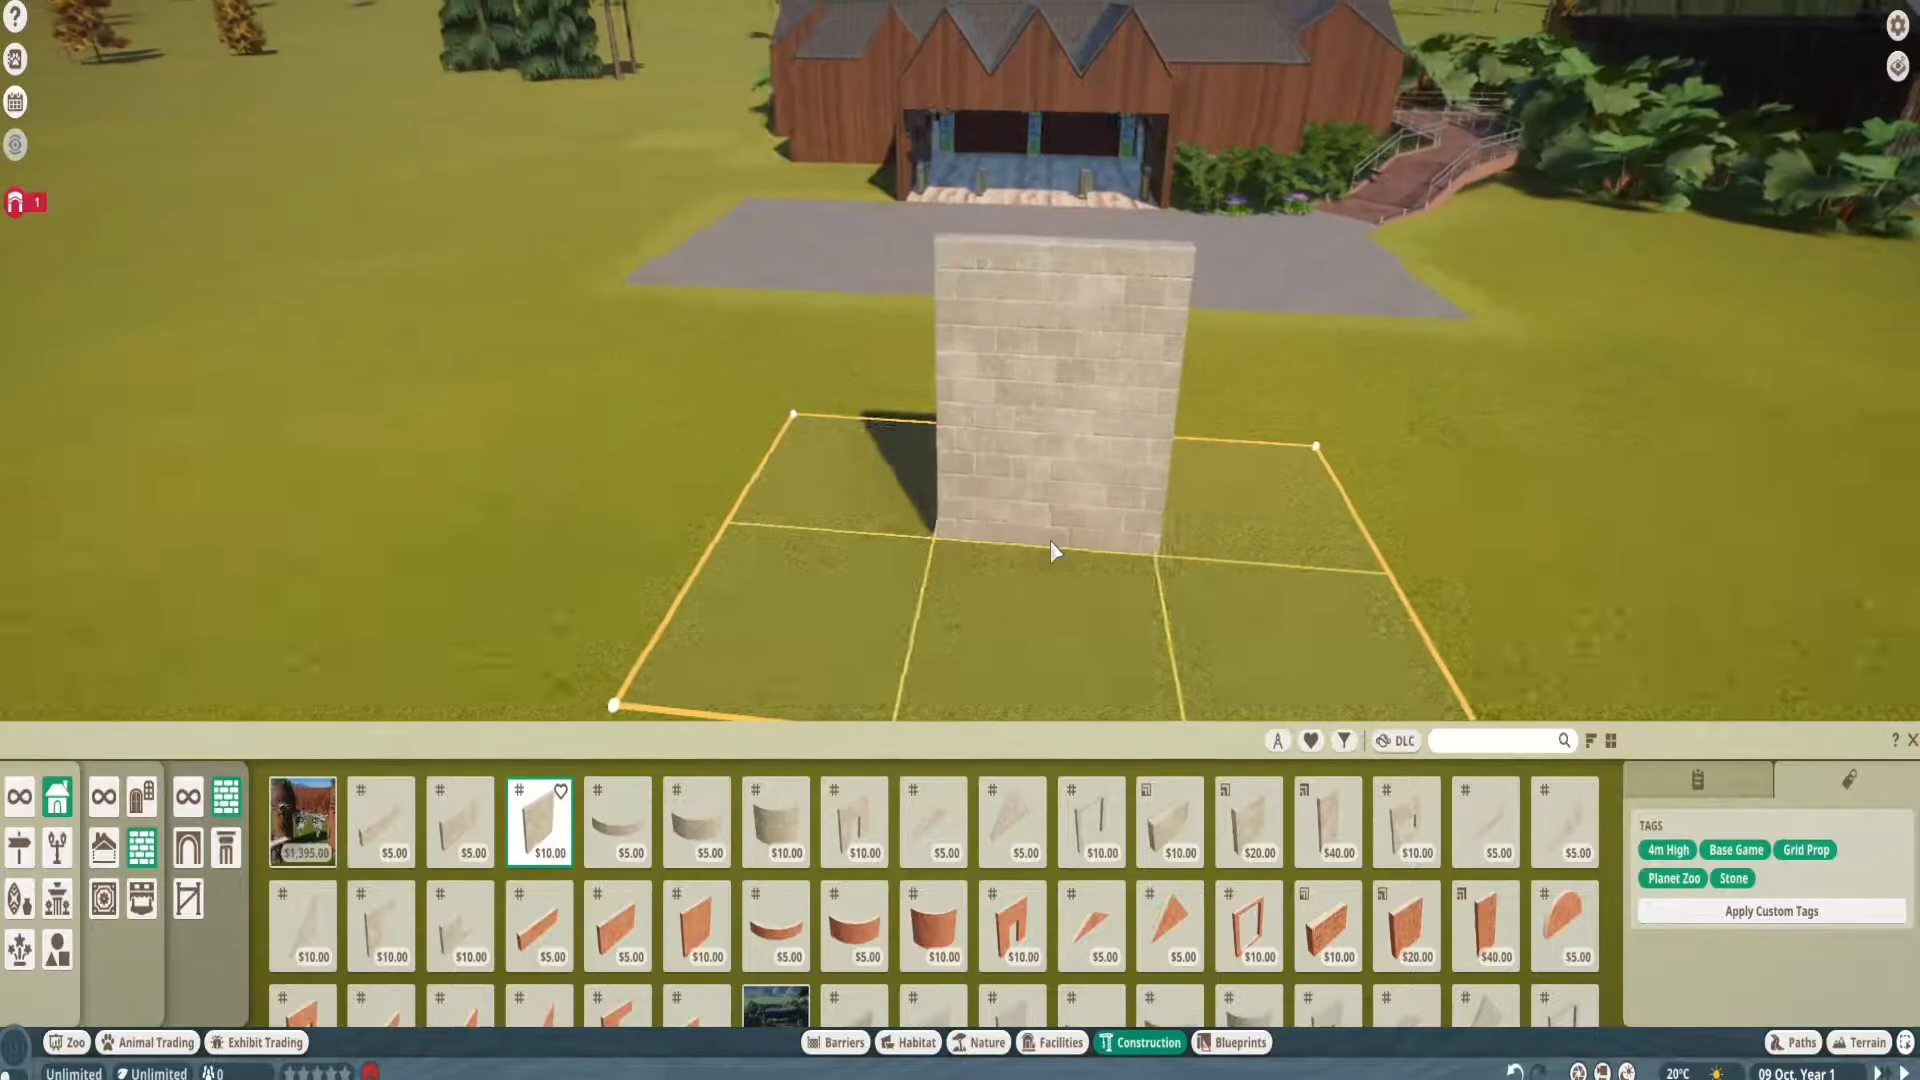 ?
1
DLC
? X
$1,395.00 $5.00 $5.00 $10.00 $5.00 $5.00 $10.00 $10.00 $5.00 $5.00 $10.00 $10.00 $20.00 $40.00 $10.00 $5.00 $5.00
TAGS
4m High Base Game Grid Prop
Planet Zoo Stone
Apply Custom Tags
$10.00 $10.00 $10.00 $5.00 $5.00 $10.00 $5.00 $5.00 $10.00 $10.00 $5.00 $5.00 $10.00 $10.00 $20.00 $40.00 $5.00
Zoo Animal Trading Exhibit Trading Barriers Habitat Nature Facilities Construction Blueprints Paths Terrain
Unlimited Unlimited 0 20°C 09 Oct, Year 1